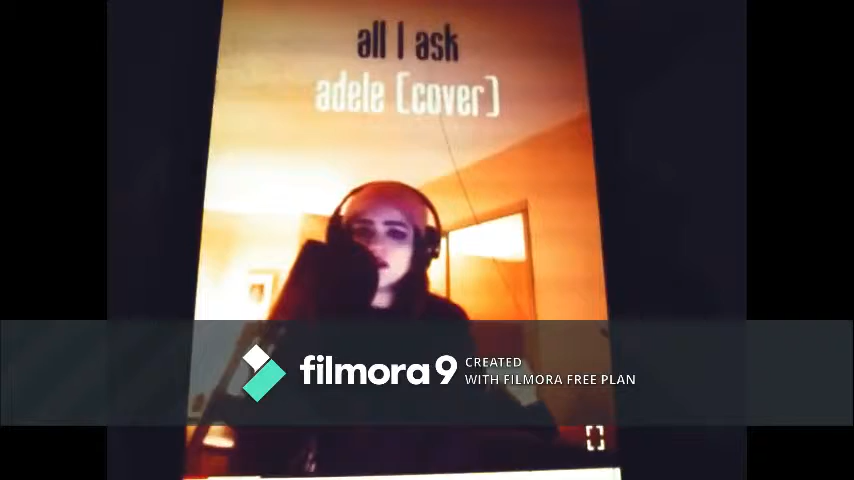 all I ask
adele (cover)
filmora9
CREATED
WITH FILMORA FREE PLAN